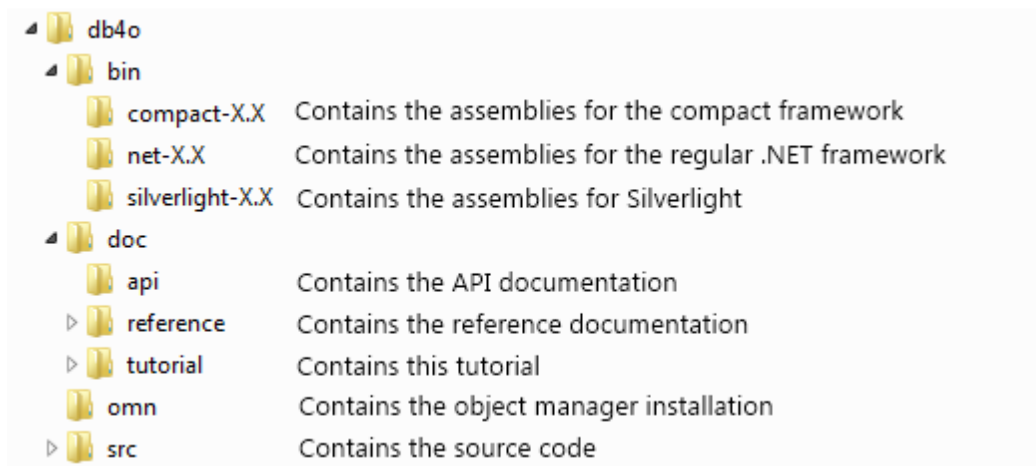 db4o
bin
compact-X.X Contains the assemblies for the compact framework
net-X.X Contains the assemblies for the regular .NET framework
silverlight-X.X Contains the assemblies for Silverlight
doc
api Contains the API documentation
reference Contains the reference documentation
tutorial Contains this tutorial
omn Contains the object manager installation
src Contains the source code